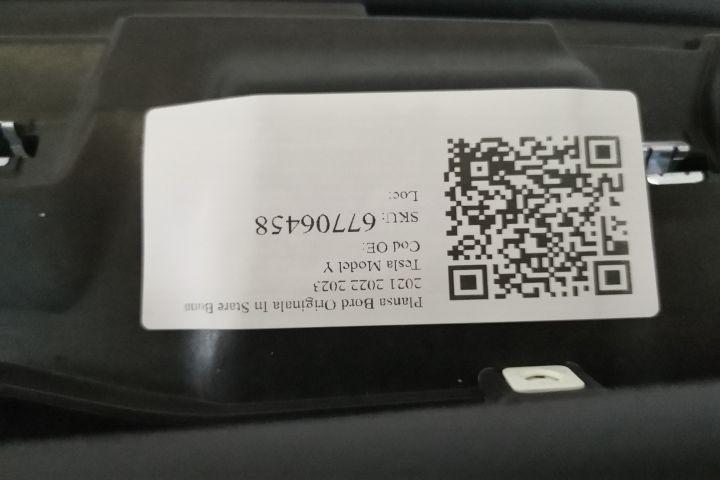 Plansa Bord Originala In Stare Buna
2021 2022 2023
Tesla Model Y
Cod OE:
SKU: 67706458
Loc: